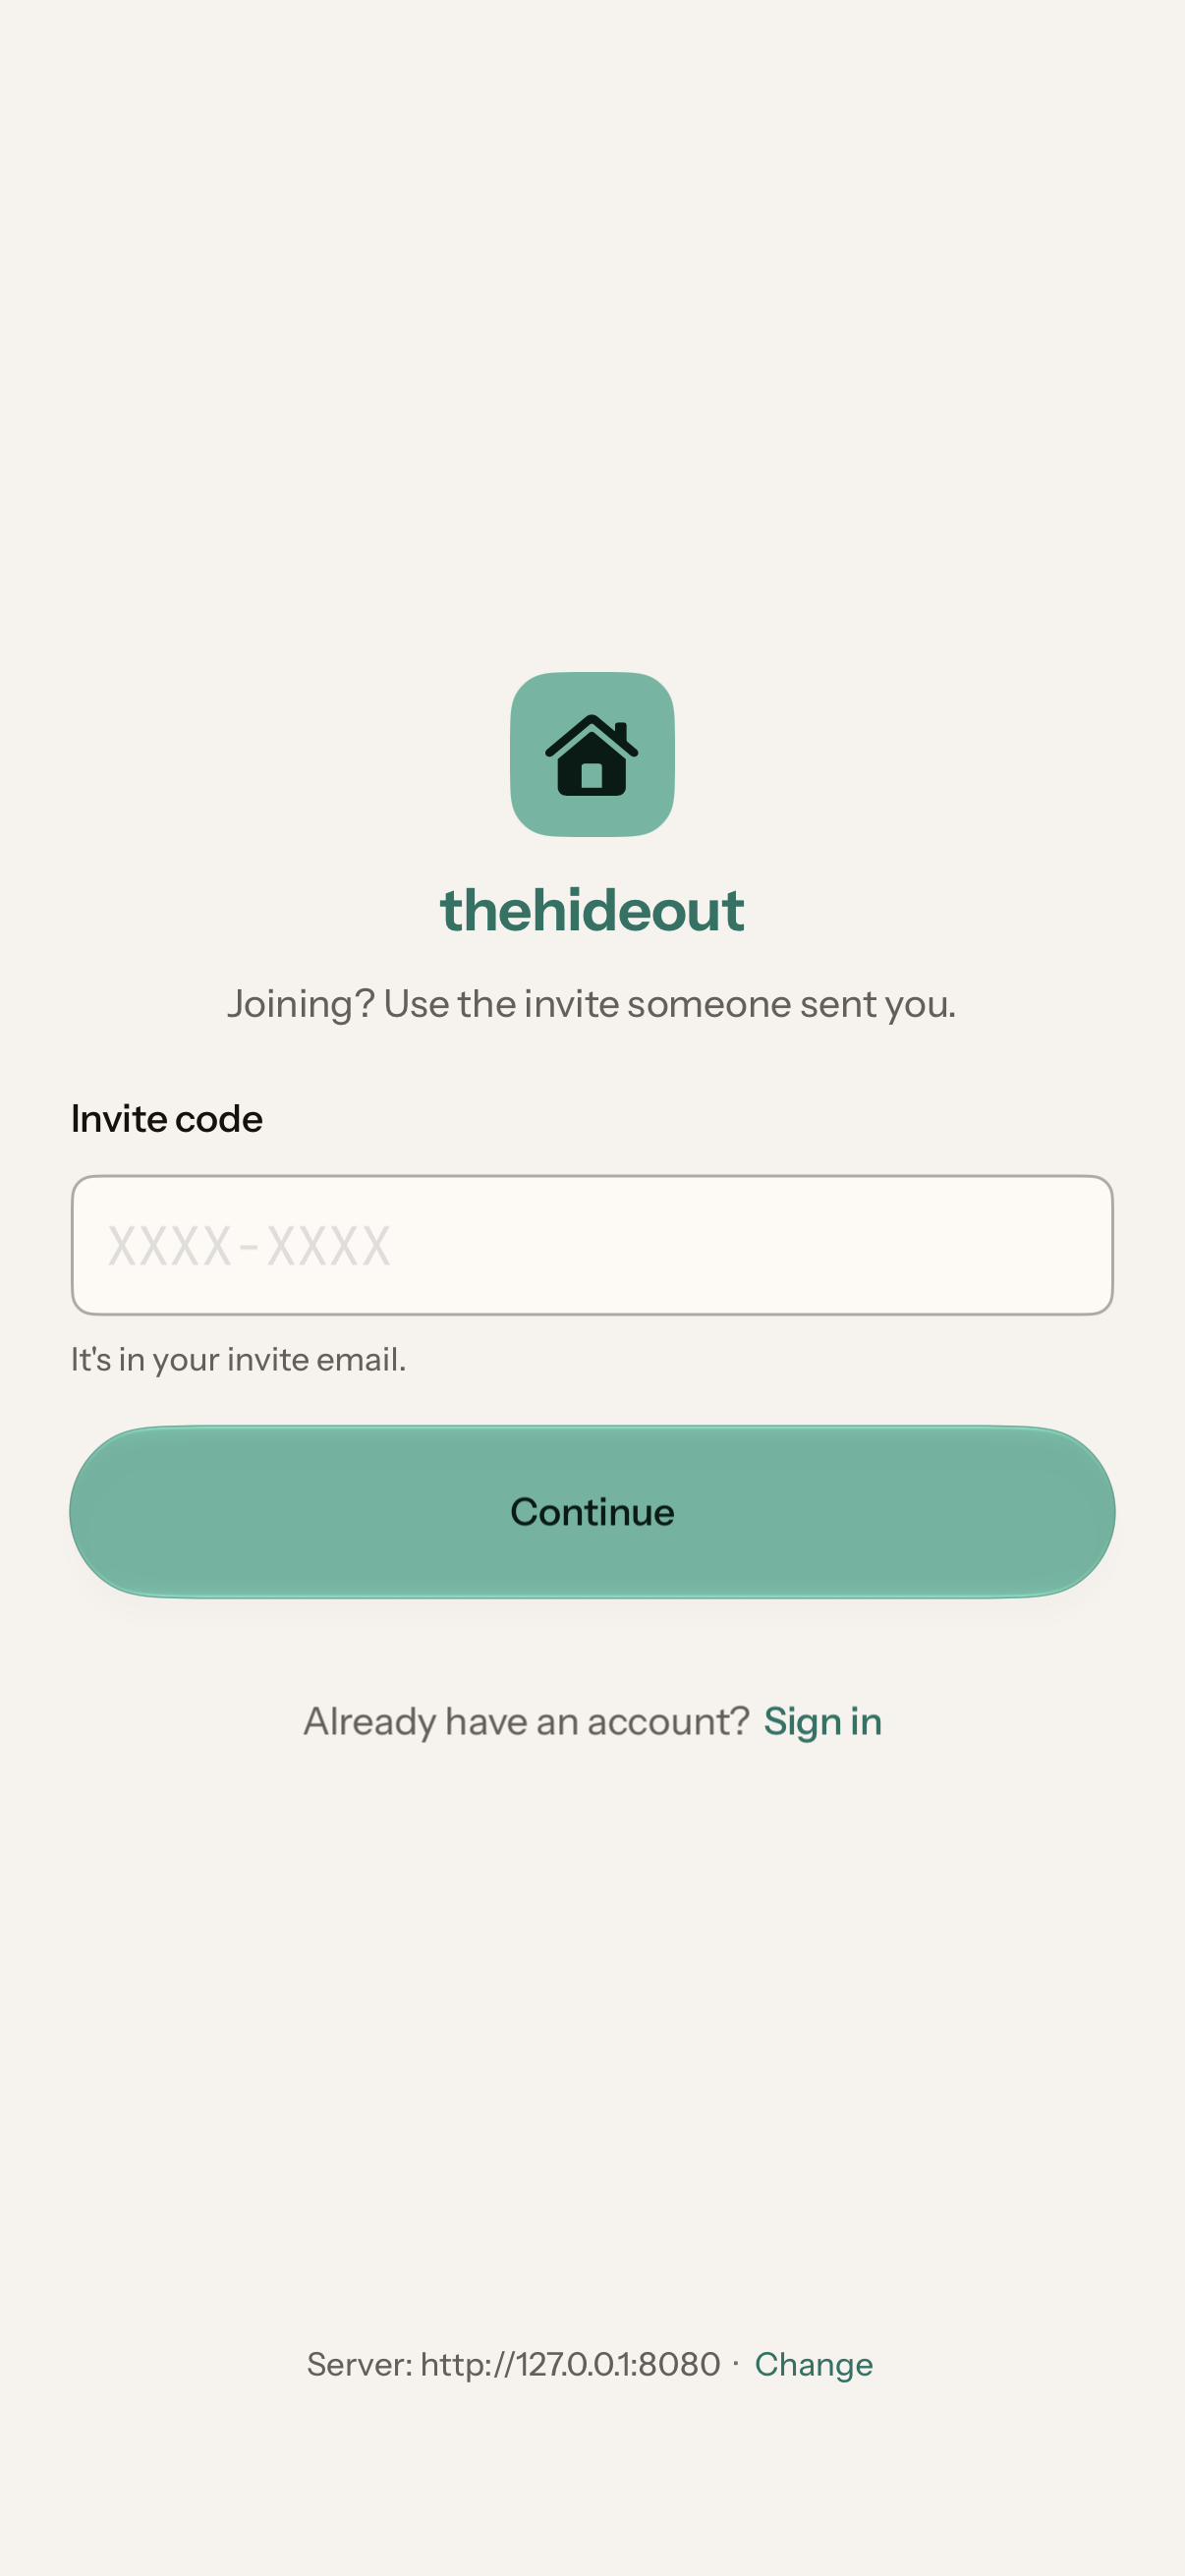 thehideout
Joining? Use the invite someone sent you.
Invite code
XXXX-XXXX
It's in your invite email.
Continue
Already have an account? Sign in
Server: http://127.0.0.1:8080 · Change